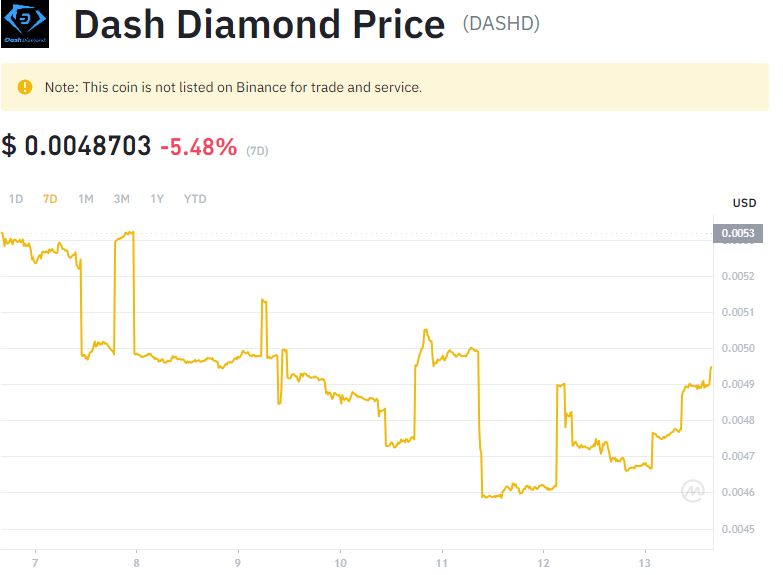 Dash Diamond Price (DASHD)
DashDiamond
Note: This coin is not listed on Binance for trade and service.
$ 0.0048703 -5.48% (7D)
1D 7D 1M 3M 1Y YTD
USD
0.0053
0.0052
0.0051
0.0050
0.0049
0.0048
0.0047
0.0046
0.0045
7 8 9 10 11 12 13